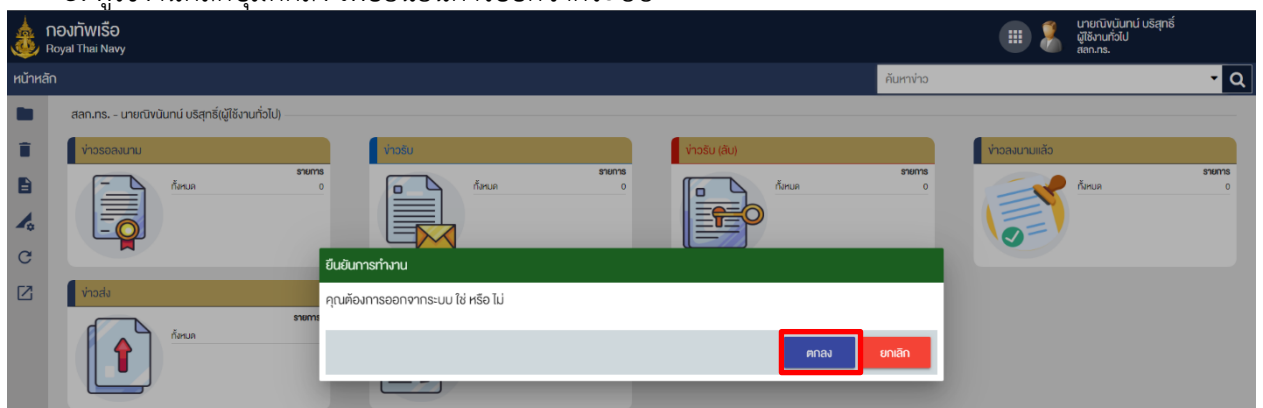 กองทัพเรือ
Royal Thai Navy
นายณิงนันทน์ บริสุทธิ์
ผู้ใช้งานทั่วไป
สลก.ทร.
หน้าหลัก
ค้นหาข่าว
สลก.ทร. - นายณิงนันทน์ บริสุทธิ์(ผู้ใช้งานทั่วไป)
ข่าวรอลงนาม
รายการ
ทั้งหมด 0
ข่าวรับ
รายการ
ทั้งหมด 0
ข่าวรับ (ลับ)
รายการ
ทั้งหมด 0
ข่าวลงนามแล้ว
รายการ
ทั้งหมด 0
ข่าวส่ง
รายการ
ทั้งหมด
ยืนยันการทำงาน
คุณต้องการออกจากระบบ ใช่ หรือ ไม่
ตกลง
ยกเลิก